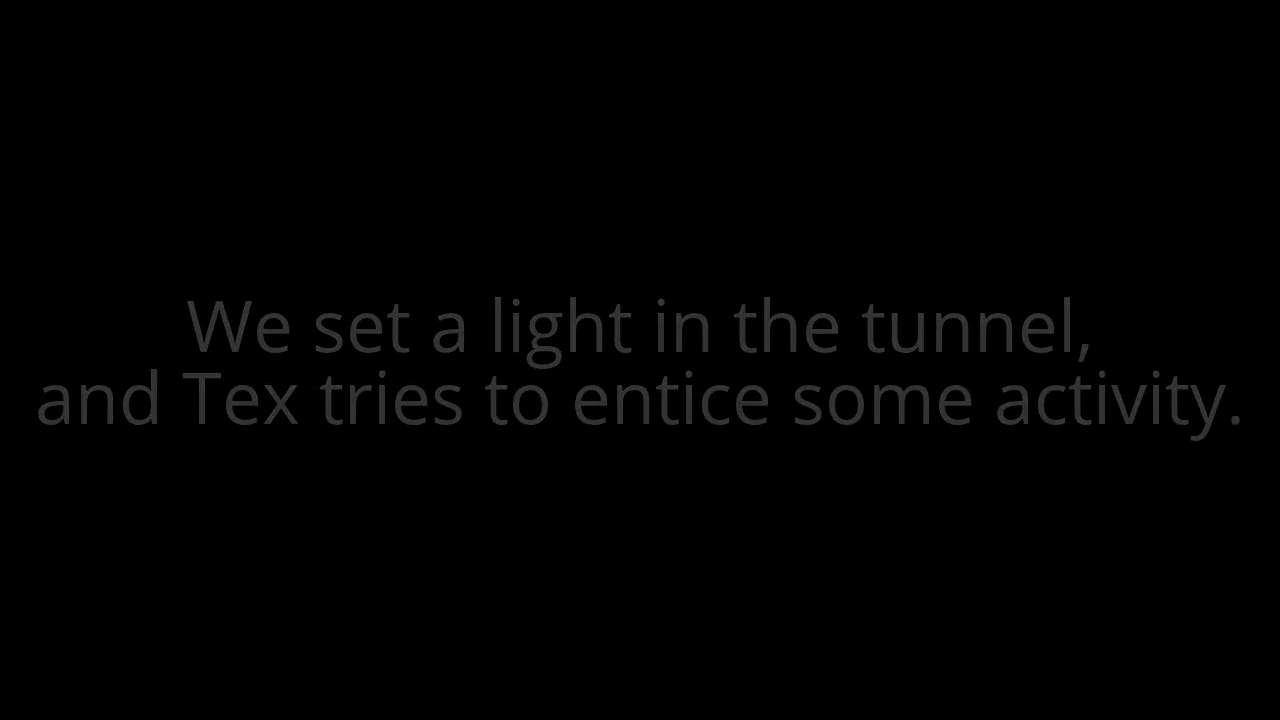 We set a light in the tunnel,
and Tex tries to entice some activity.